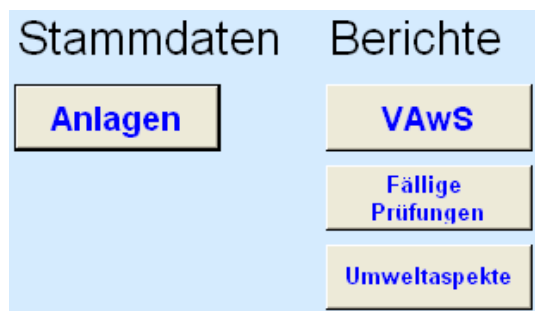 Stammdaten
Berichte
Anlagen
VAwS
Fällige
Prüfungen
Umweltaspekte